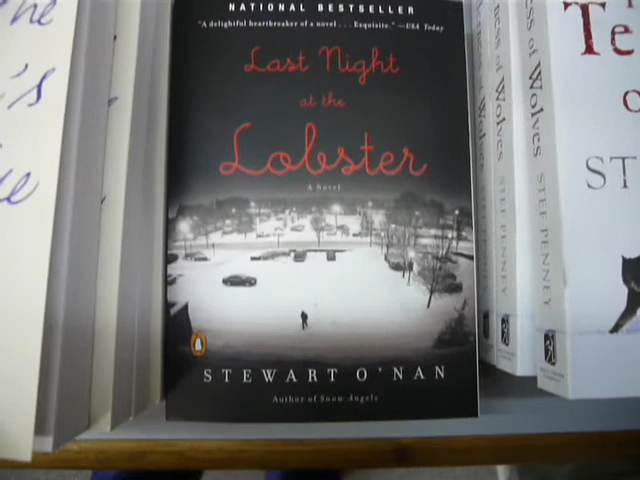 he
's
NATIONAL BESTSELLER
"A delightful heartbreaker of a novel . . . Exquisite." —USA Today
Last Night
at the
Lobster
A Novel
STEWART O'NAN
Author of Snow Angels
ness of Wolves STEF PENNEY
ess of Wolves STEF PENNEY
Te
ST